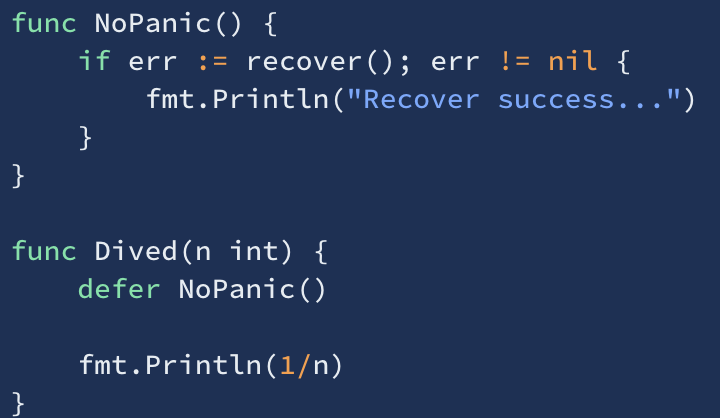 func NoPanic() {
    if err := recover(); err != nil {
        fmt.Println("Recover success...")
    }
}

func Dived(n int) {
    defer NoPanic()

    fmt.Println(1/n)
}